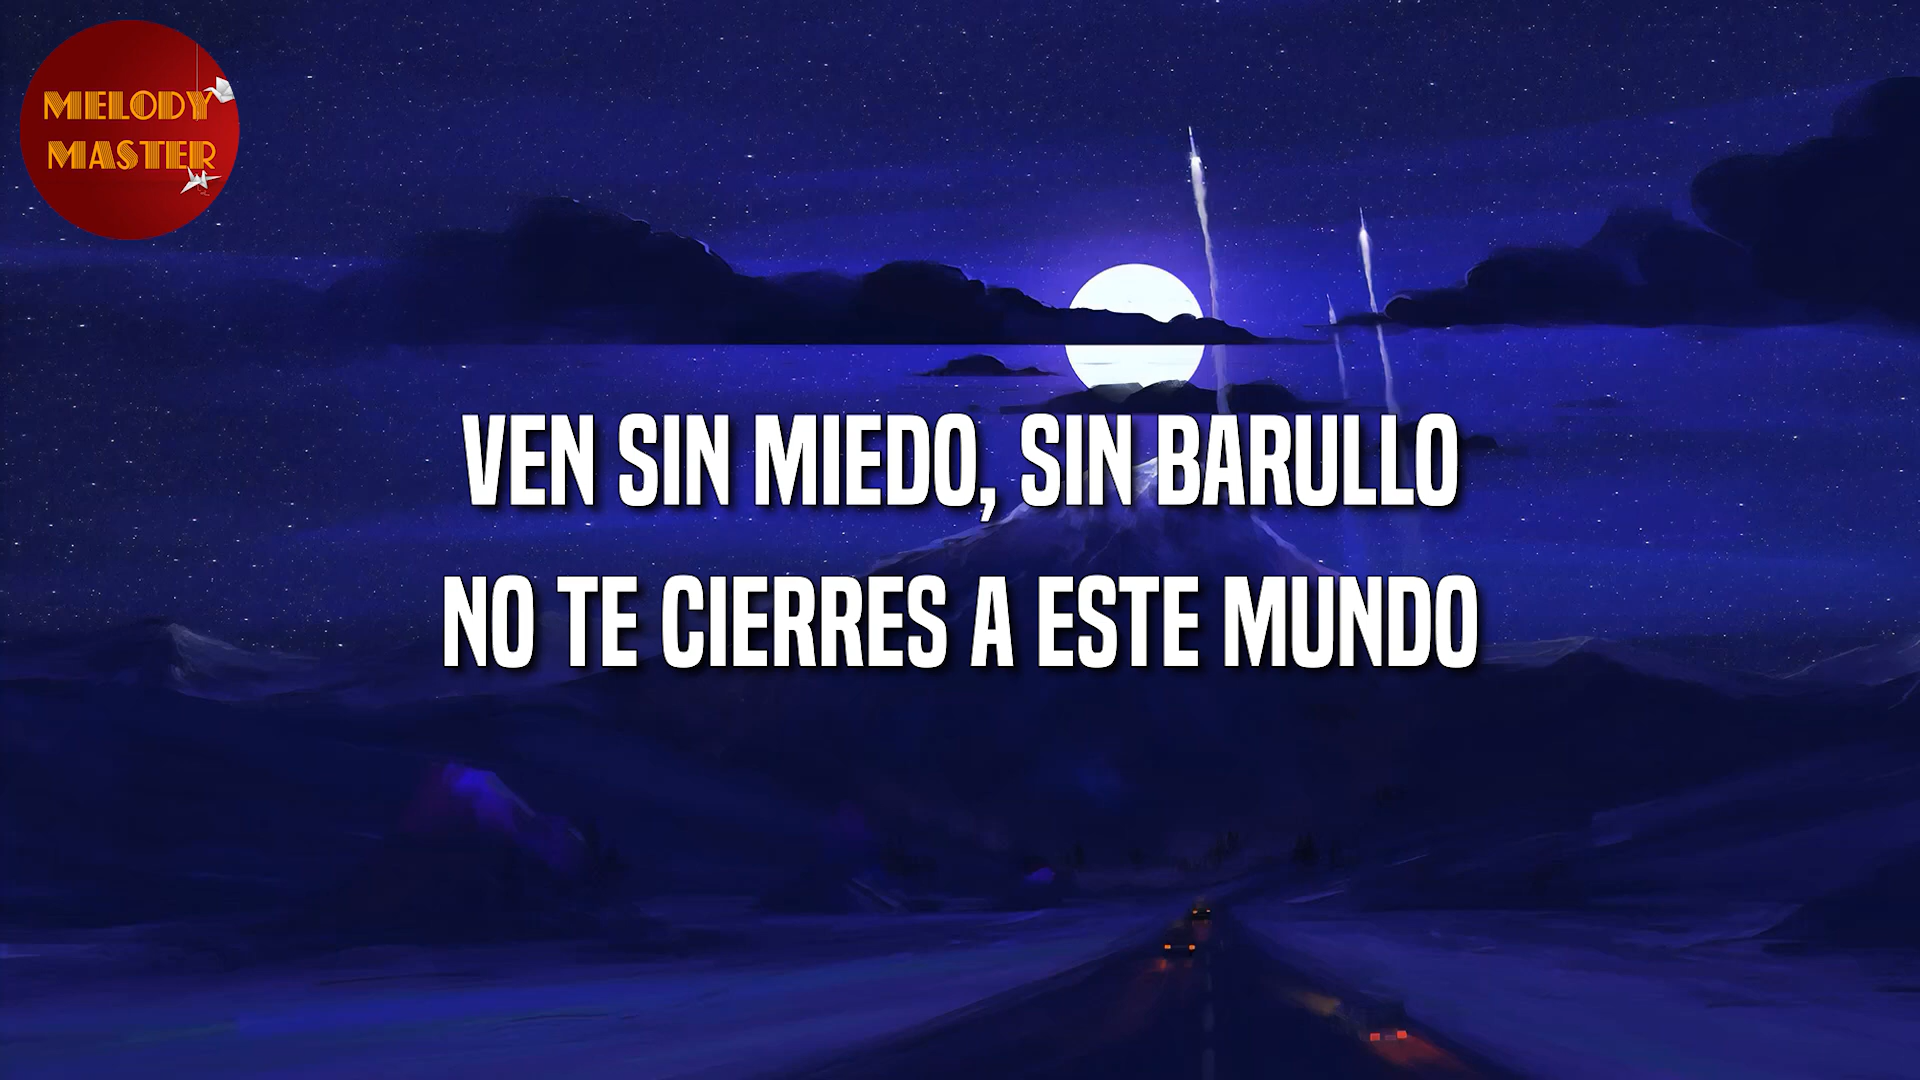 MELODY
MASTER
VEN SIN MIEDO, SIN BARULLO
NO TE CIERRES A ESTE MUNDO